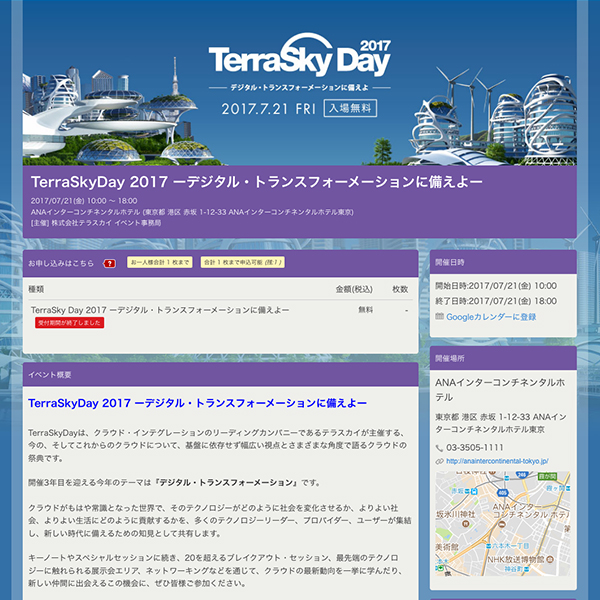 TerraSky Day 2017
デジタル・トランスフォーメーションに備えよ
2017.7.21 FRI 入場無料
TerraSkyDay 2017 ーデジタル・トランスフォーメーションに備えよー
2017/07/21(金) 10:00 〜 18:00
ANAインターコンチネンタルホテル (東京都 港区 赤坂 1-12-33 ANAインターコンチネンタルホテル東京)
[主催] 株式会社テラスカイ イベント事務局
お申し込みはこちら ? お一人様合計 1 枚まで 合計 1 枚まで申込可能 (残 1 )
種類 金額(税込) 枚数
TerraSky Day 2017 ーデジタル・トランスフォーメーションに備えよー 無料 -
受付期間が終了しました
イベント概要
TerraSkyDay 2017 ーデジタル・トランスフォーメーションに備えよー
TerraSkyDayは、クラウド・インテグレーションのリーディングカンパニーであるテラスカイが主催する、
今の、そしてこれからのクラウドについて、基盤に依存せず幅広い視点とさまざまな角度で語るクラウドの
祭典です。
開催3年目を迎える今年のテーマは「デジタル・トランスフォーメーション」です。
クラウドがもはや常識となった世界で、そのテクノロジーがどのように社会を変化させるか、よりよい社
会、よりよい生活にどのように貢献するかを、多くのテクノロジーリーダー、プロバイダー、ユーザーが集結
し、新しい時代に備えるための知見として共有します。
キーノートやスペシャルセッションに続き、20を超えるブレイクアウト・セッション、最先端のテクノロ
ジーに触れられる展示会エリア、ネットワーキングなどを通じて、クラウドの最新動向を一挙に学んだり、
新しい仲間に出会えるこの機会に、ぜひ皆様ご参加ください。
開催日時
開始日時:2017/07/21(金) 10:00
終了日時:2017/07/21(金) 18:00
Googleカレンダーに登録
開催場所
ANAインターコンチネンタルホ
テル
東京都 港区 赤坂 1-12-33 ANAイン
ターコンチネンタルホテル東京
03-3505-1111
http://anaintercontinental-tokyo.jp/
赤坂駅
霞が関
405
坂氷川神社
ANAインターコン
チネンタルホテル
美術館
六本木一丁目
NHK放送博物館
神谷町